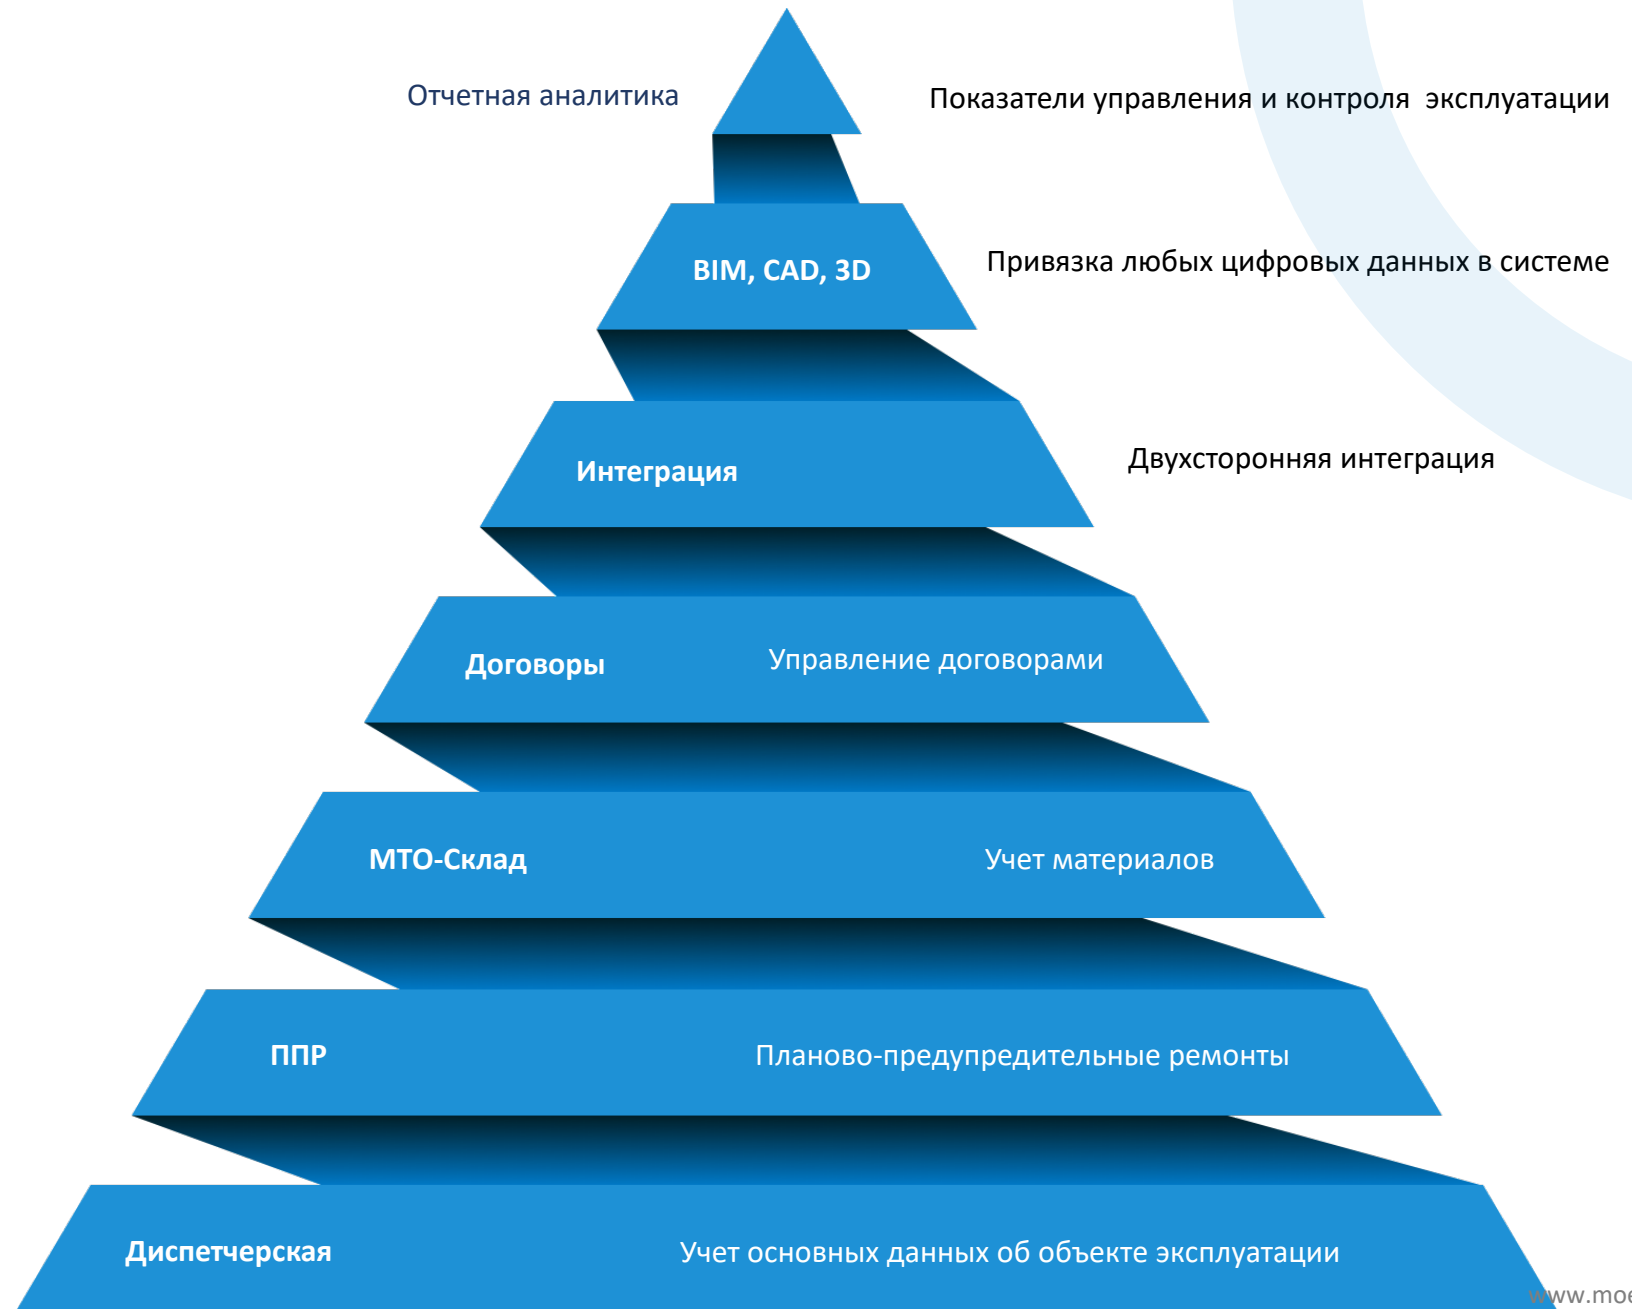 Отчетная аналитика
Показатели управления и контроля эксплуатации
BIM, CAD, 3D
Привязка любых цифровых данных в системе
Интеграция
Двухсторонняя интеграция
Договоры
Управление договорами
МТО-Склад
Учет материалов
ППР
Планово-предупредительные ремонты
Диспетчерская
Учет основных данных об объекте эксплуатации